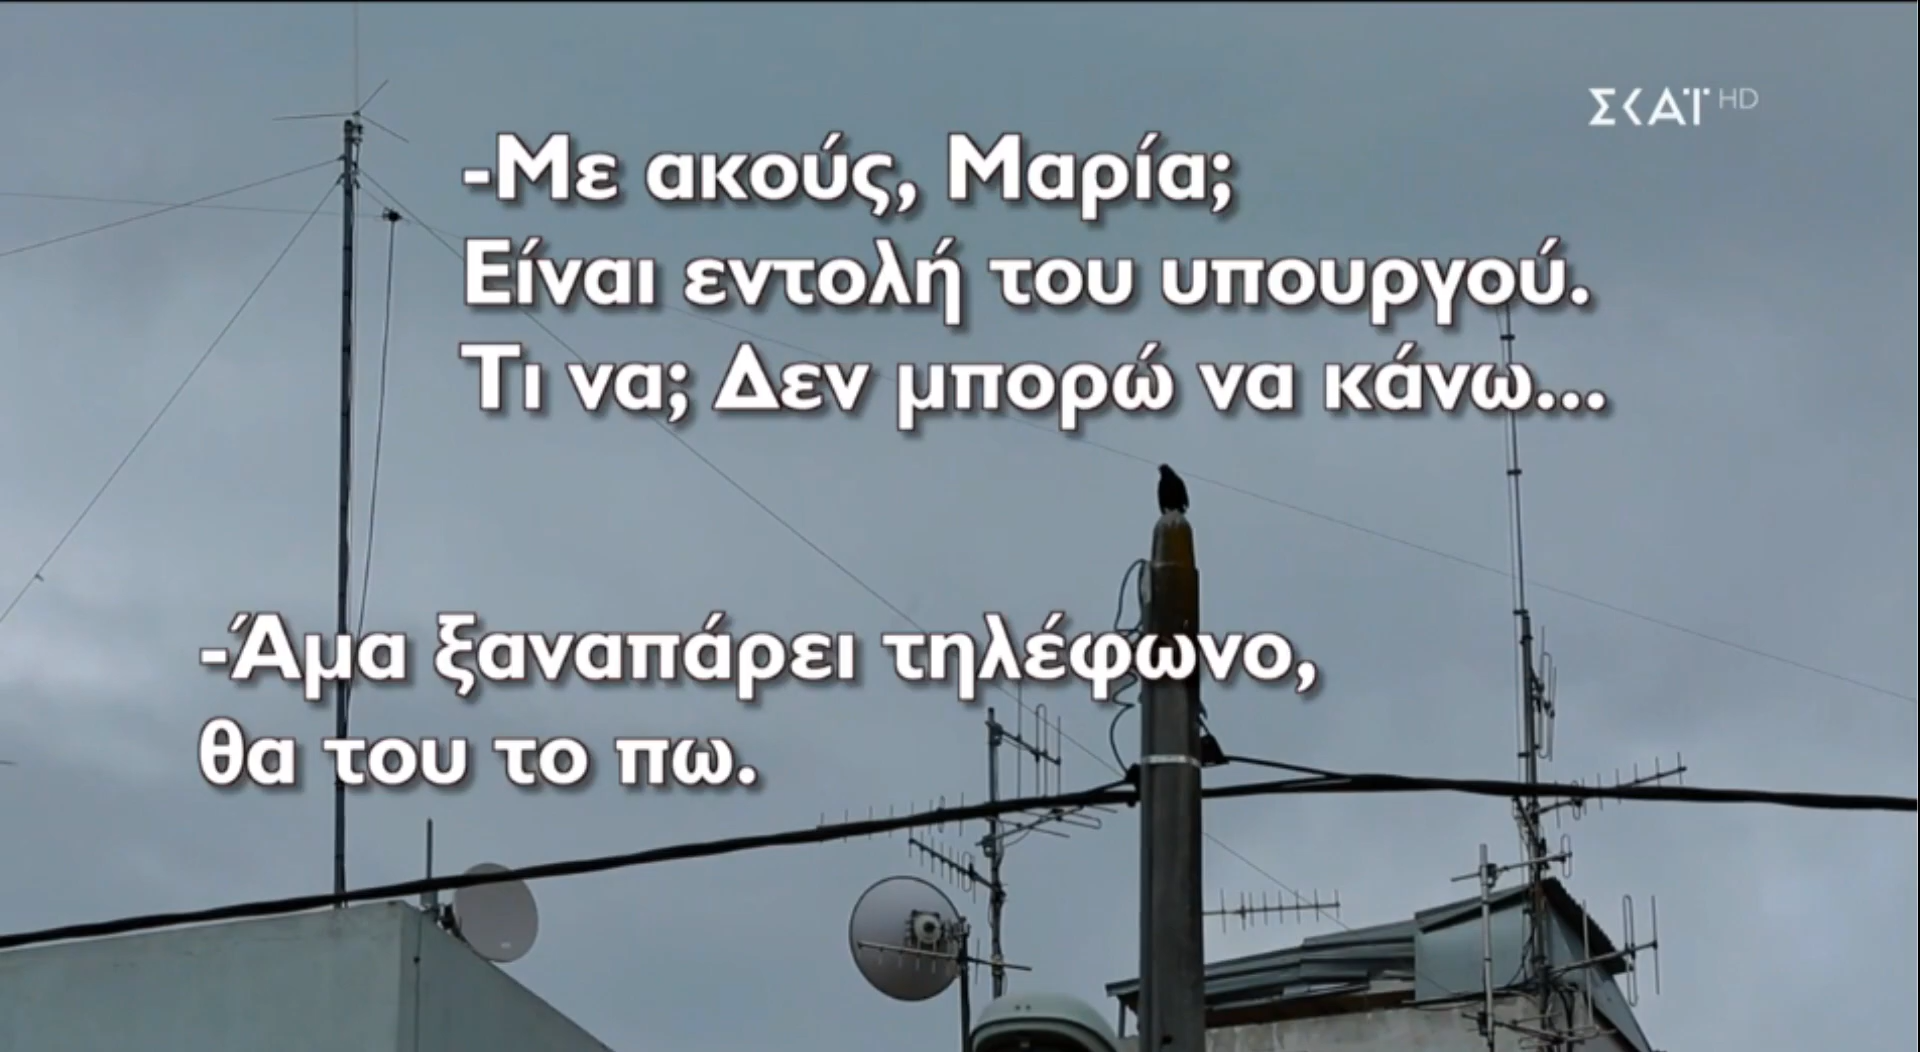 ΣΚΑΪ HD
-Με ακούς, Μαρία;
Είναι εντολή του υπουργού.
Τι να; Δεν μπορώ να κάνω...
-Άμα ξαναπάρει τηλέφωνο,
θα του το πω.